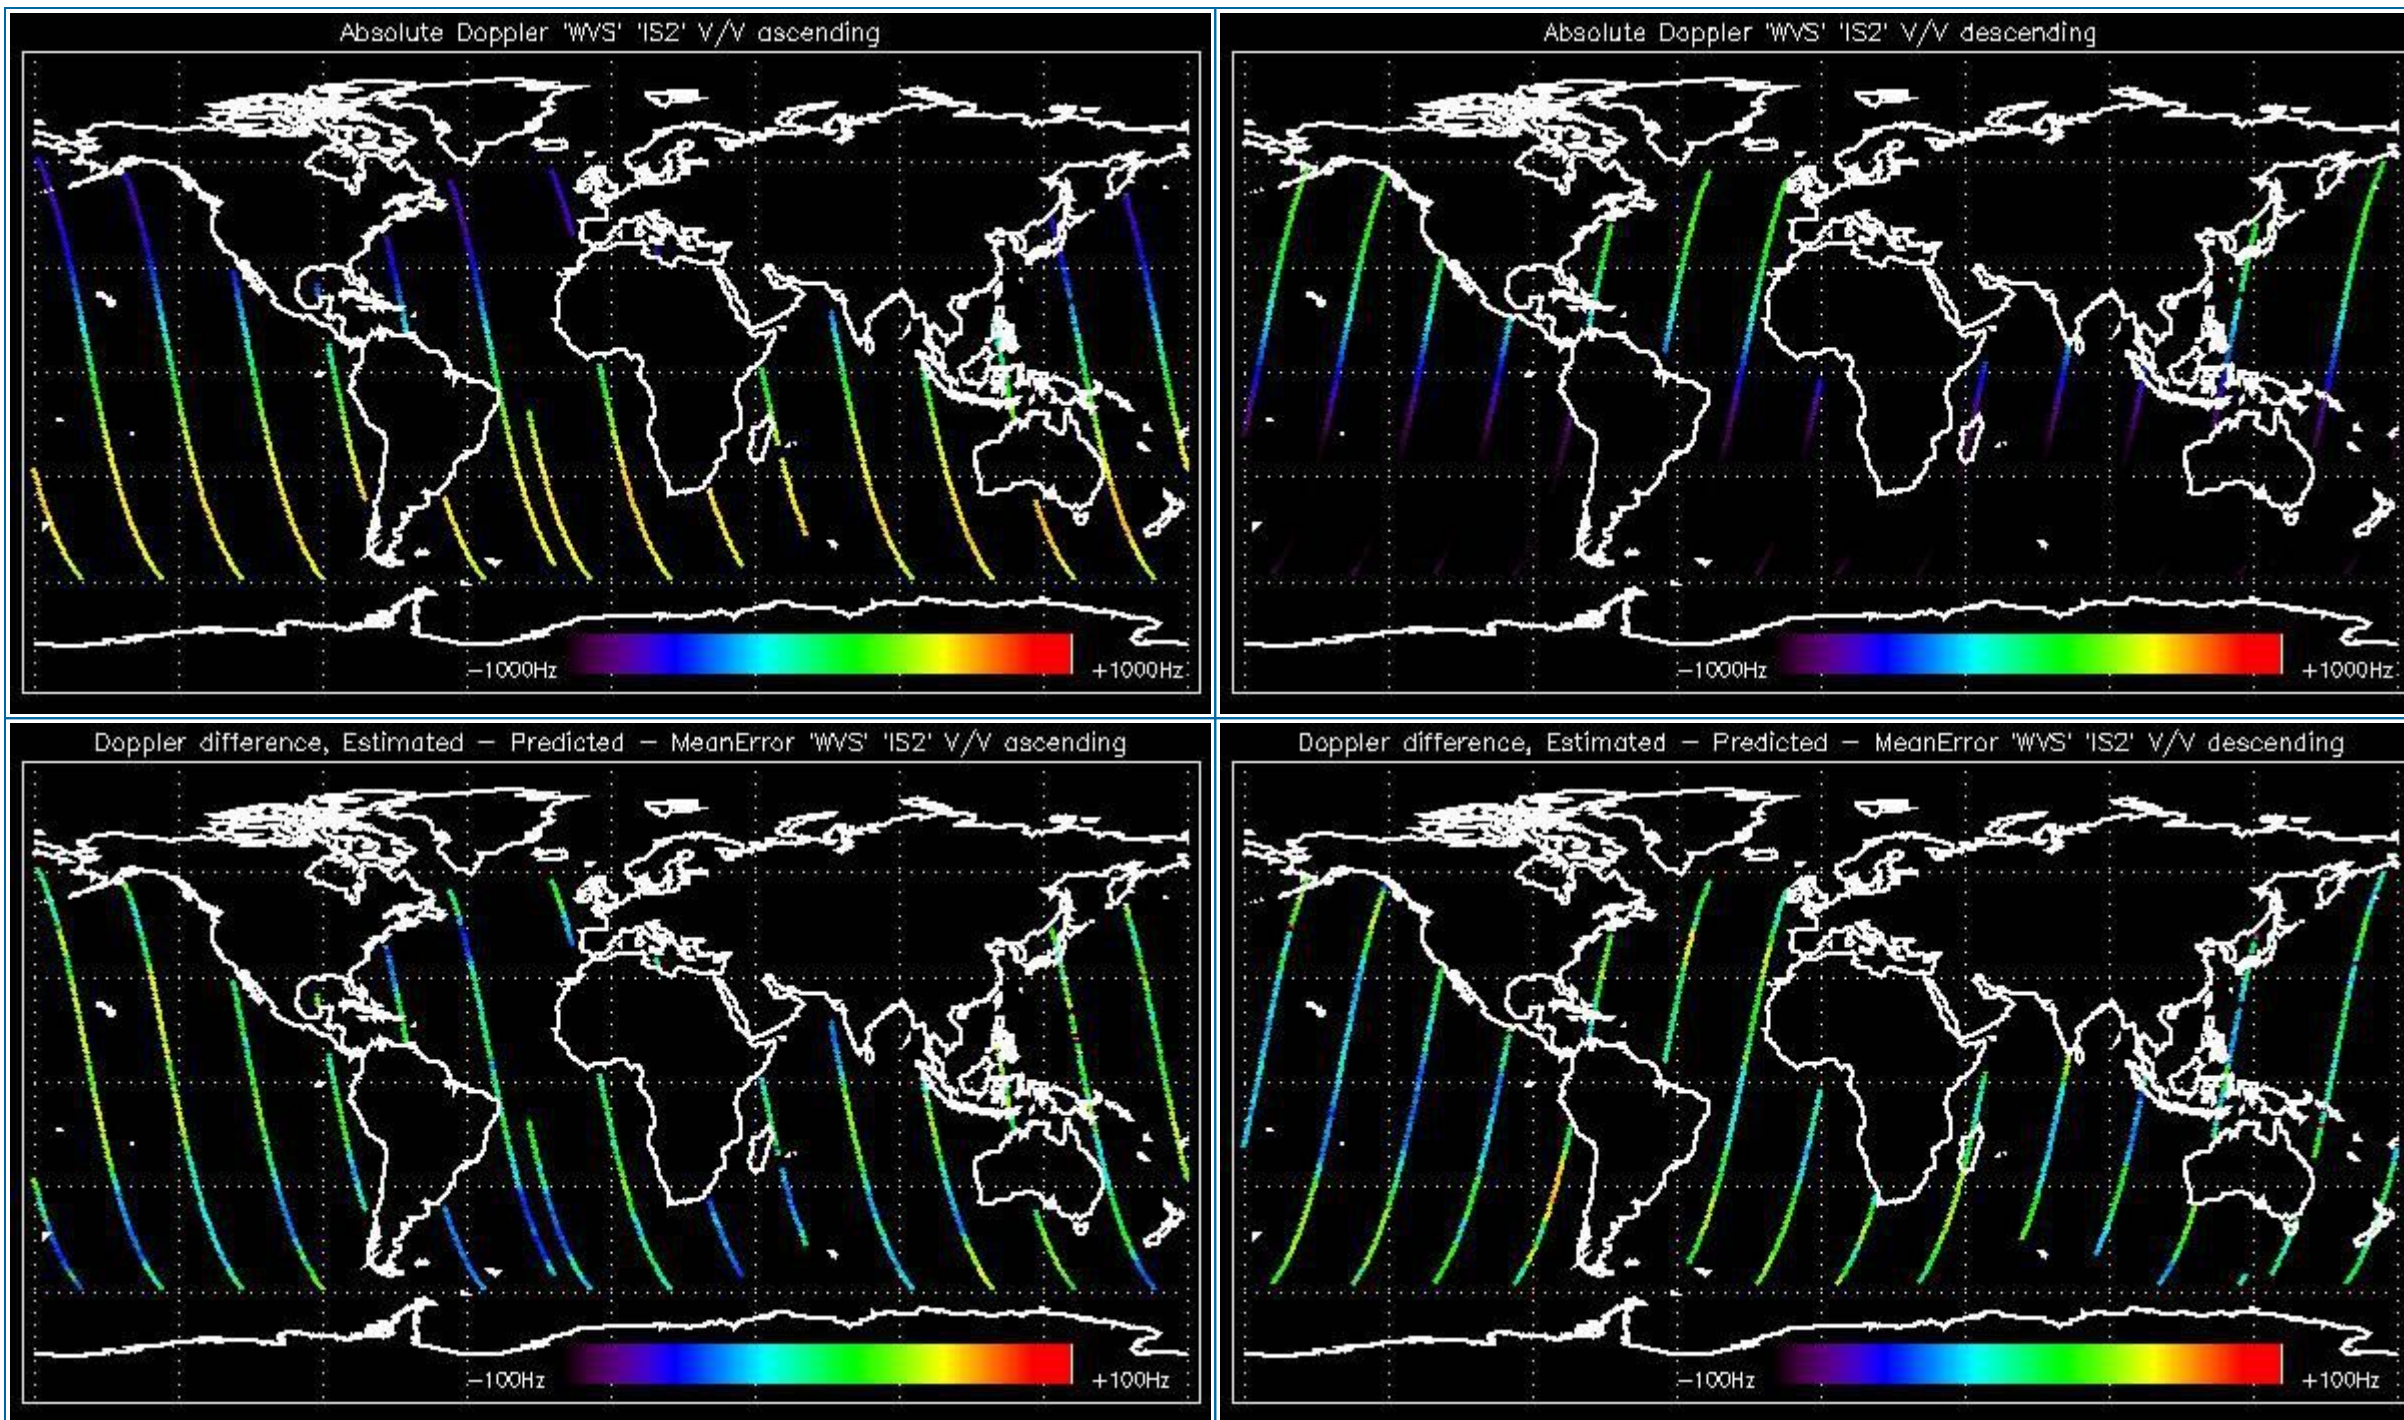 Absolute Doppler 'WVS' 'IS2' V/V ascending
-1000Hz
+1000Hz
Absolute Doppler 'WVS' 'IS2' V/V descending
-1000Hz
+1000Hz
Doppler difference, Estimated - Predicted - MeanError 'WVS' 'IS2' V/V ascending
-100Hz
+100Hz
Doppler difference, Estimated - Predicted - MeanError 'WVS' 'IS2' V/V descending
-100Hz
+100Hz